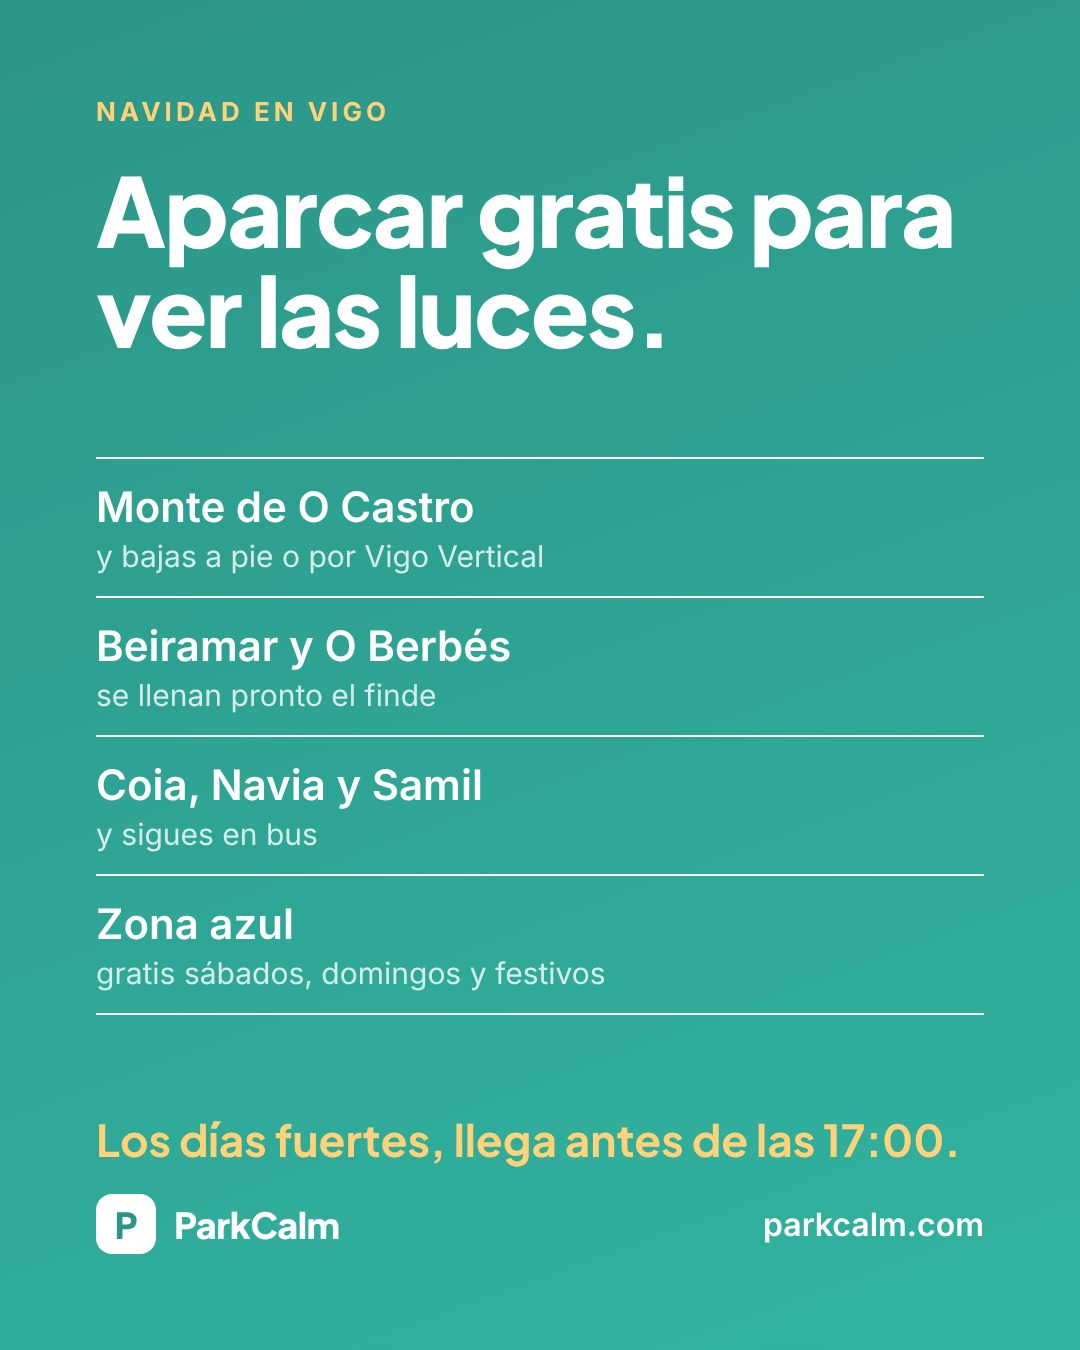 NAVIDAD EN VIGO
Aparcar gratis para
ver las luces.
Monte de O Castro
y bajas a pie o por Vigo Vertical
Beiramar y O Berbés
se llenan pronto el finde
Coia, Navia y Samil
y sigues en bus
Zona azul
gratis sábados, domingos y festivos
Los días fuertes, llega antes de las 17:00.
P ParkCalm
parkcalm.com